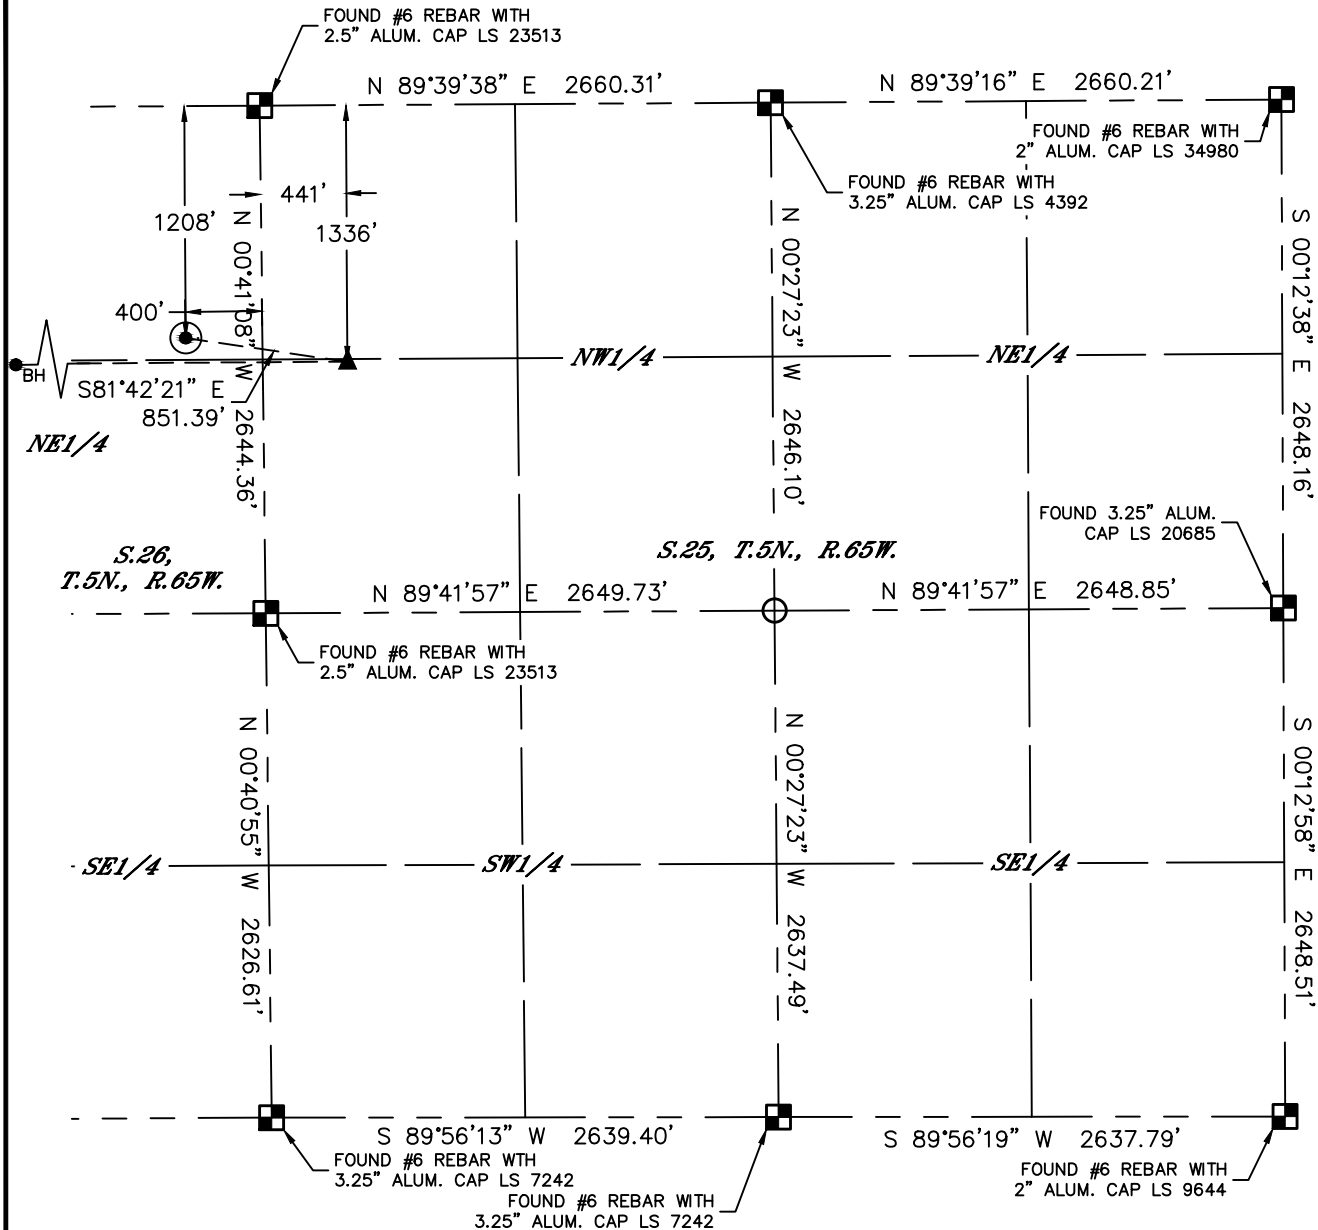 FOUND #6 REBAR WITH
2.5" ALUM. CAP LS 23513
N 89°39'38" E 2660.31'
N 89°39'16" E 2660.21'
FOUND #6 REBAR WITH
2" ALUM. CAP LS 34980
FOUND #6 REBAR WITH
3.25" ALUM. CAP LS 4392
441'
1208'
1336'
N 00°41'08" W 2644.36'
N 00°27'23" W 2646.10'
S 00°12'38" E 2648.16'
400'
NW1/4
NE1/4
BH
S81°42'21" E
851.39'
NE1/4
FOUND 3.25" ALUM.
CAP LS 20685
S.26,
T.5N., R.65W.
S.25, T.5N., R.65W.
N 89°41'57" E 2649.73'
N 89°41'57" E 2648.85'
FOUND #6 REBAR WITH
2.5" ALUM. CAP LS 23513
N 00°40'55" W 2626.61'
N 00°27'23" W 2637.49'
S 00°12'58" E 2648.51'
SE1/4
SW1/4
SE1/4
S 89°56'13" W 2639.40'
S 89°56'19" W 2637.79'
FOUND #6 REBAR WTH
3.25" ALUM. CAP LS 7242
FOUND #6 REBAR WITH
3.25" ALUM. CAP LS 7242
FOUND #6 REBAR WITH
2" ALUM. CAP LS 9644